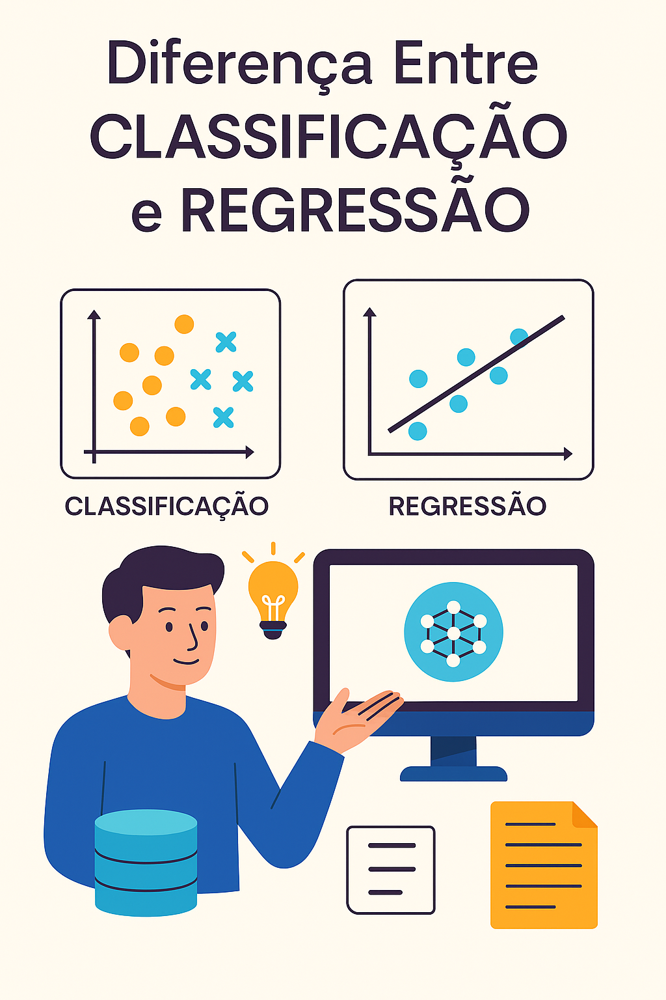 Diferença Entre
CLASSIFICAÇÃO
e REGRESSÃO
CLASSIFICAÇÃO
REGRESSÃO